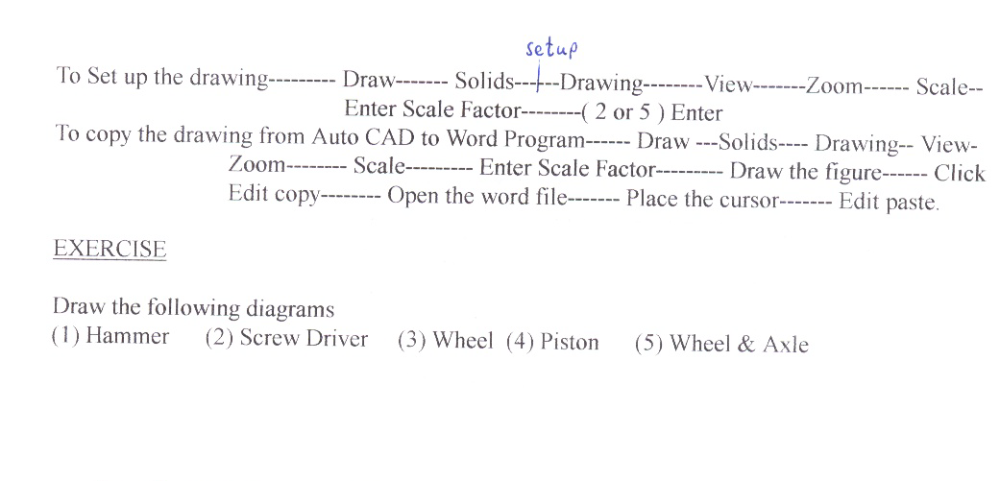 setup
To Set up the drawing--------- Draw------- Solids------Drawing--------View-------Zoom------ Scale--
Enter Scale Factor--------( 2 or 5 ) Enter
To copy the drawing from Auto CAD to Word Program------ Draw ---Solids---- Drawing-- View-
Zoom-------- Scale--------- Enter Scale Factor--------- Draw the figure------ Click
Edit copy-------- Open the word file------- Place the cursor------- Edit paste.
EXERCISE
Draw the following diagrams
(1) Hammer (2) Screw Driver (3) Wheel (4) Piston (5) Wheel & Axle